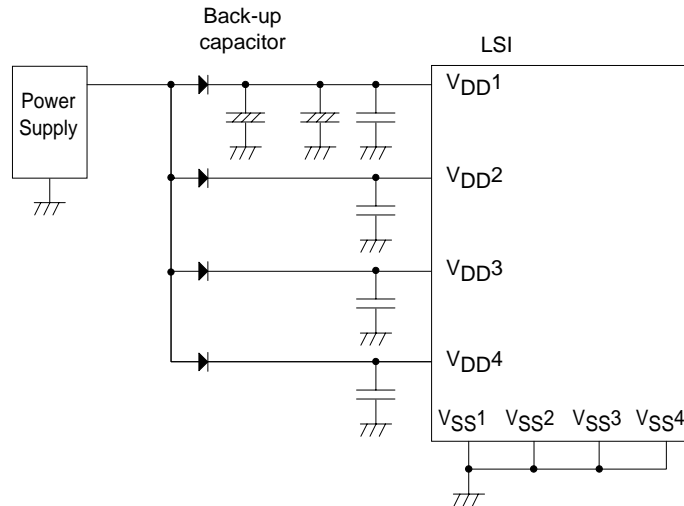 Back-up
capacitor
LSI
Power
Supply
VDD1
VDD2
VDD3
VDD4
VSS1 VSS2 VSS3 VSS4